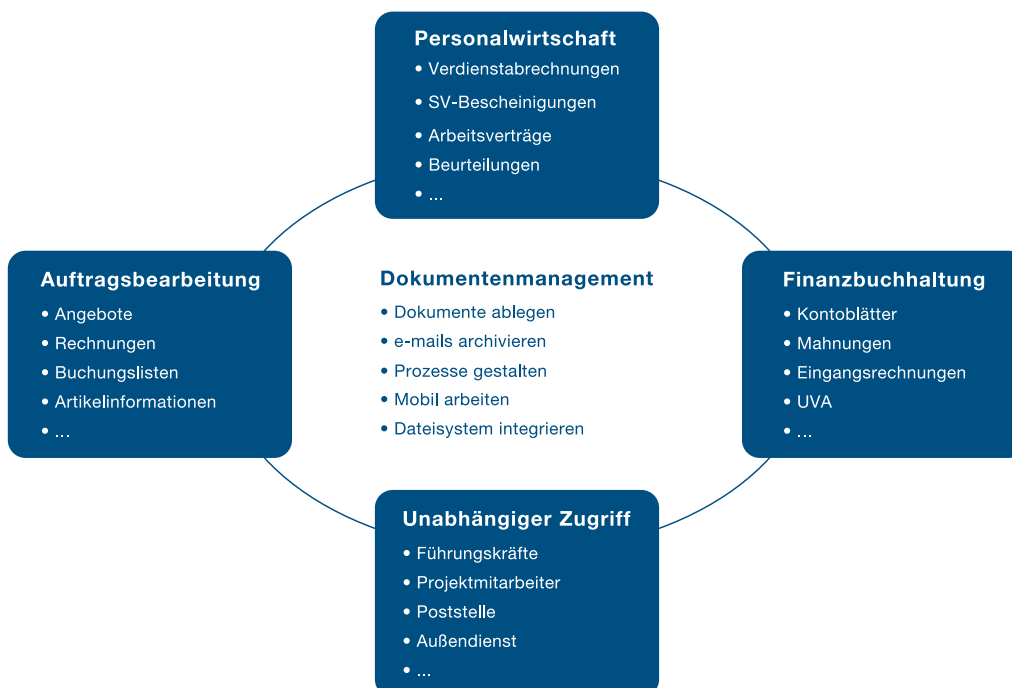 Personalwirtschaft
• Verdienstabrechnungen
• SV-Bescheinigungen
• Arbeitsverträge
• Beurteilungen
• ...
Auftragsbearbeitung
• Angebote
• Rechnungen
• Buchungslisten
• Artikelinformationen
• ...
Dokumentenmanagement
• Dokumente ablegen
• e-mails archivieren
• Prozesse gestalten
• Mobil arbeiten
• Dateisystem integrieren
Finanzbuchhaltung
• Kontoblätter
• Mahnungen
• Eingangsrechnungen
• UVA
• ...
Unabhängiger Zugriff
• Führungskräfte
• Projektmitarbeiter
• Poststelle
• Außendienst
• ...